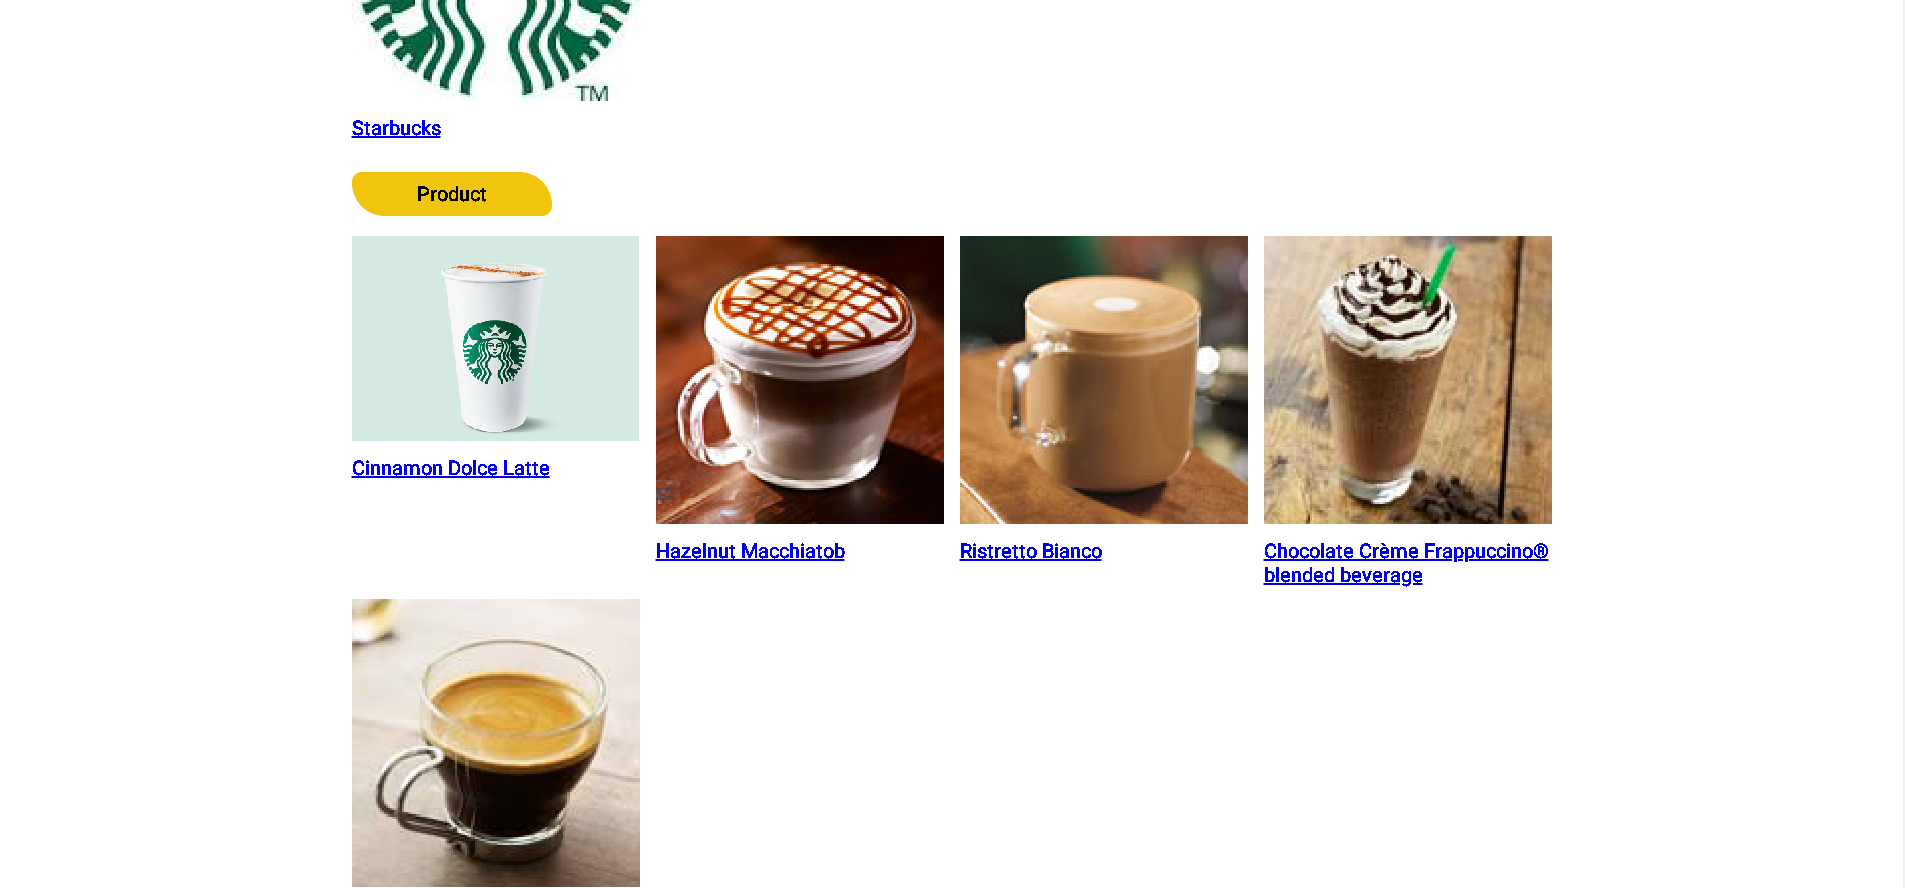 TM
Starbucks
Product
Cinnamon Dolce Latte
Hazelnut Macchiatob
Ristretto Bianco
Chocolate Crème Frappuccino®
blended beverage